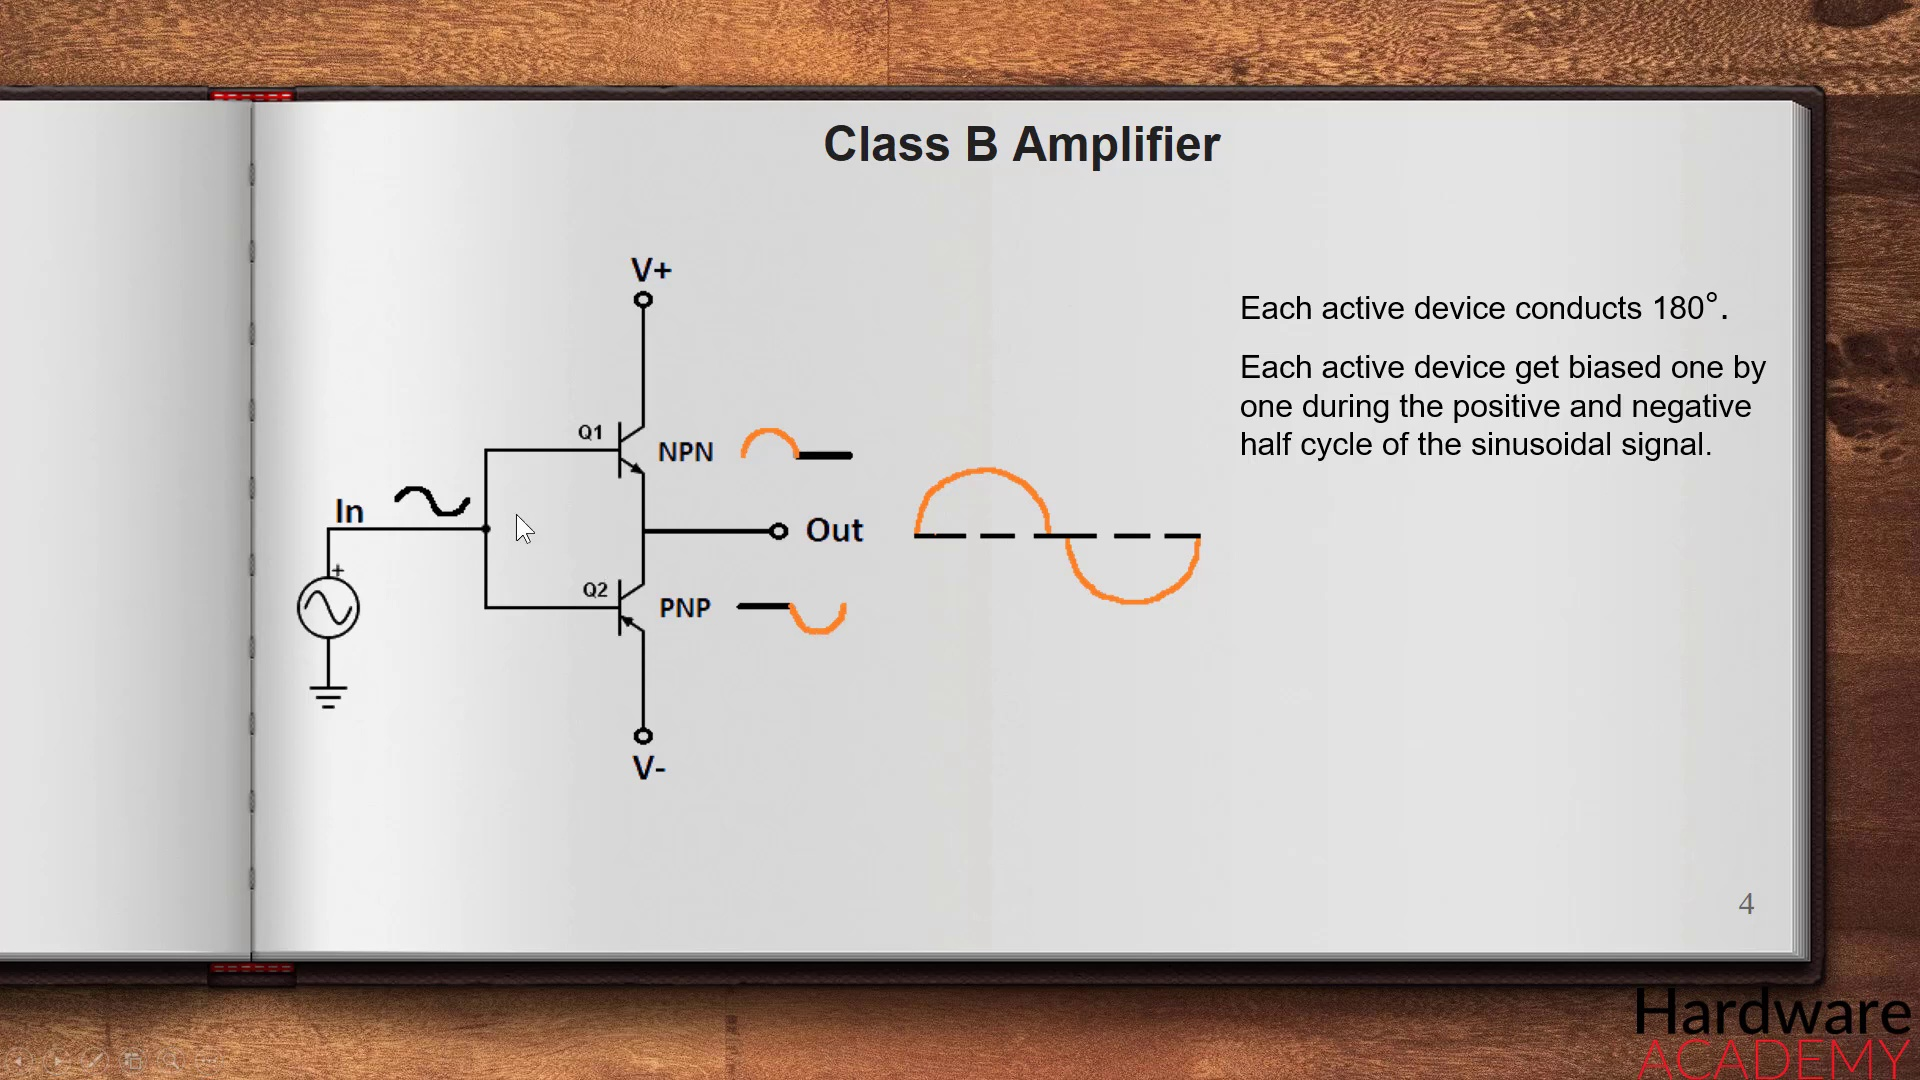 Class B Amplifier
V+
Each active device conducts 180°.
Each active device get biased one by
one during the positive and negative
half cycle of the sinusoidal signal.
Q1
NPN
In
Out
+
Q2
PNP
V-
4
Hardware
ACADEMY